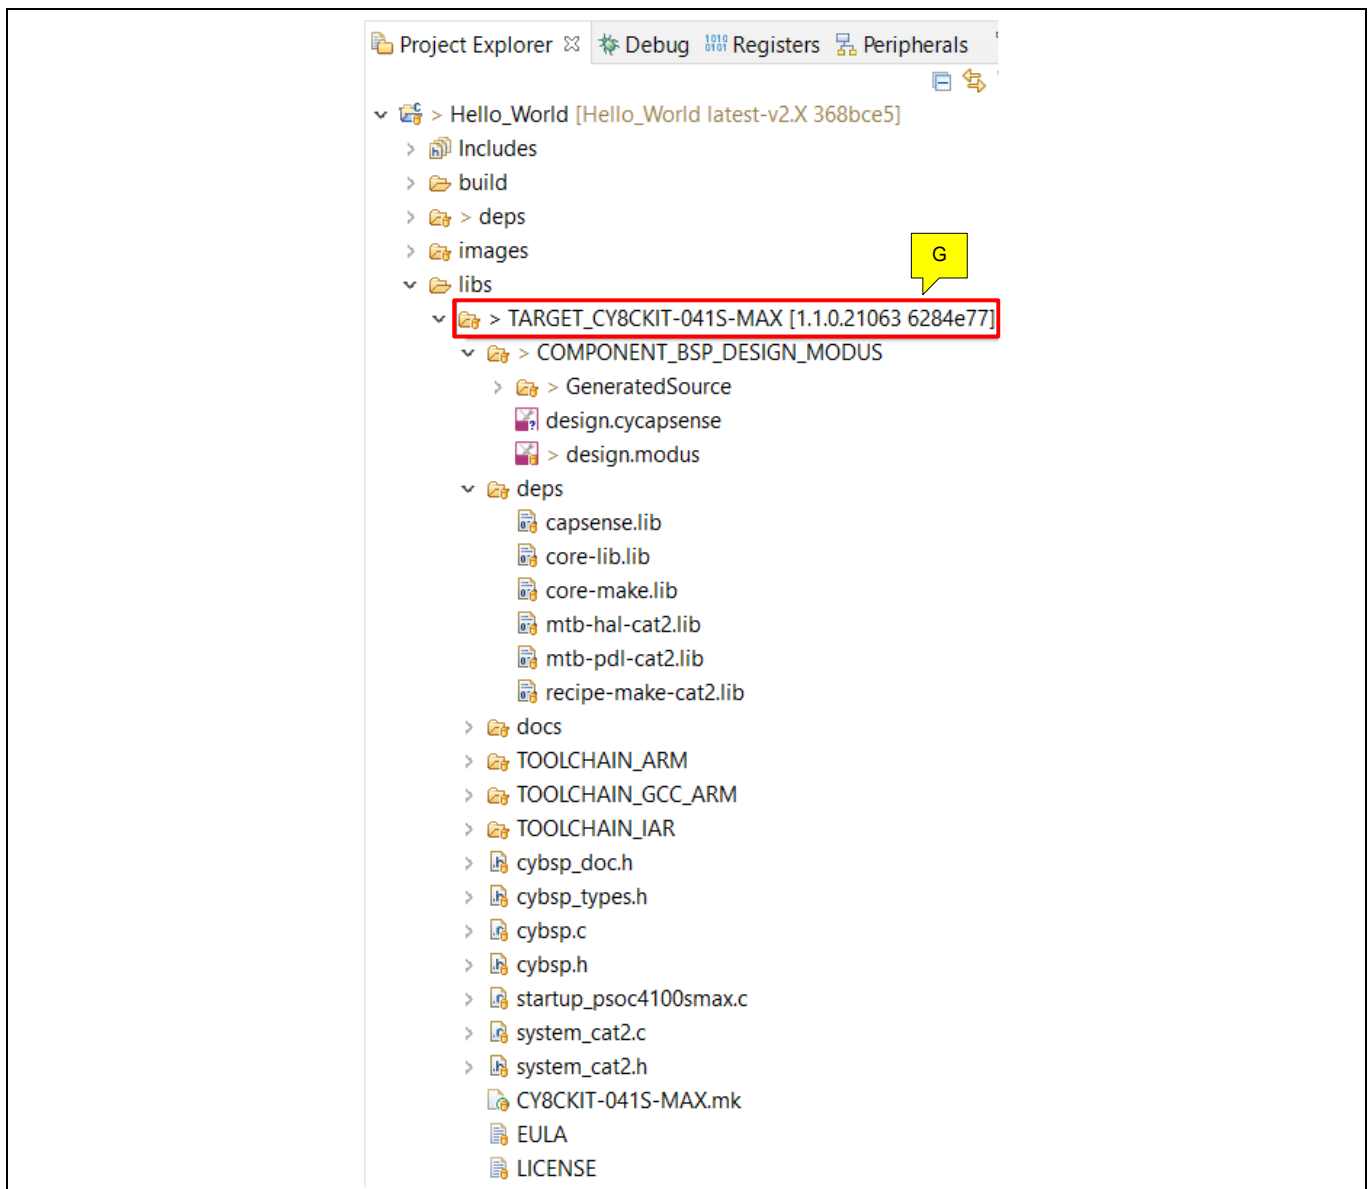 Project Explorer Debug Registers Peripherals
> Hello_World [Hello_World latest-v2.X 368bce5]
Includes
build
> deps
images
G
libs
> TARGET_CY8CKIT-041S-MAX [1.1.0.21063 6284e77]
> COMPONENT_BSP_DESIGN_MODUS
> GeneratedSource
design.cycapsense
> design.modus
deps
capsense.lib
core-lib.lib
core-make.lib
mtb-hal-cat2.lib
mtb-pdl-cat2.lib
recipe-make-cat2.lib
docs
TOOLCHAIN_ARM
TOOLCHAIN_GCC_ARM
TOOLCHAIN_IAR
cybsp_doc.h
cybsp_types.h
cybsp.c
cybsp.h
startup_psoc4100smax.c
system_cat2.c
system_cat2.h
CY8CKIT-041S-MAX.mk
EULA
LICENSE